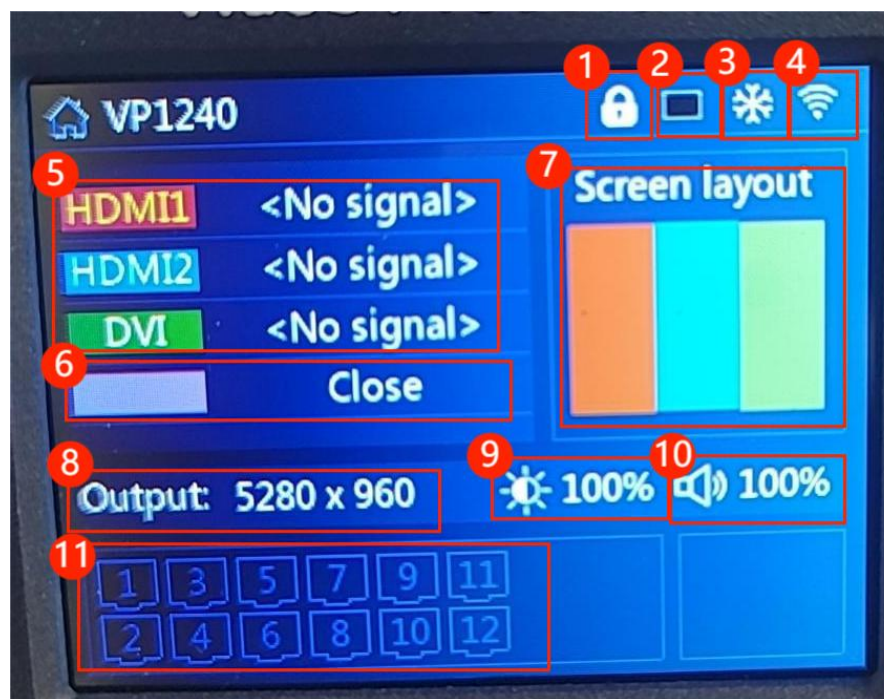 1 2 3 4
VP1240
5 7
Screen layout
HDMI1 <No signal>
HDMI2 <No signal>
DVI <No signal>
6
Close
8 9 10
Output: 5280 x 960 100% 100%
11
1 3 5 7 9 11
2 4 6 8 10 12